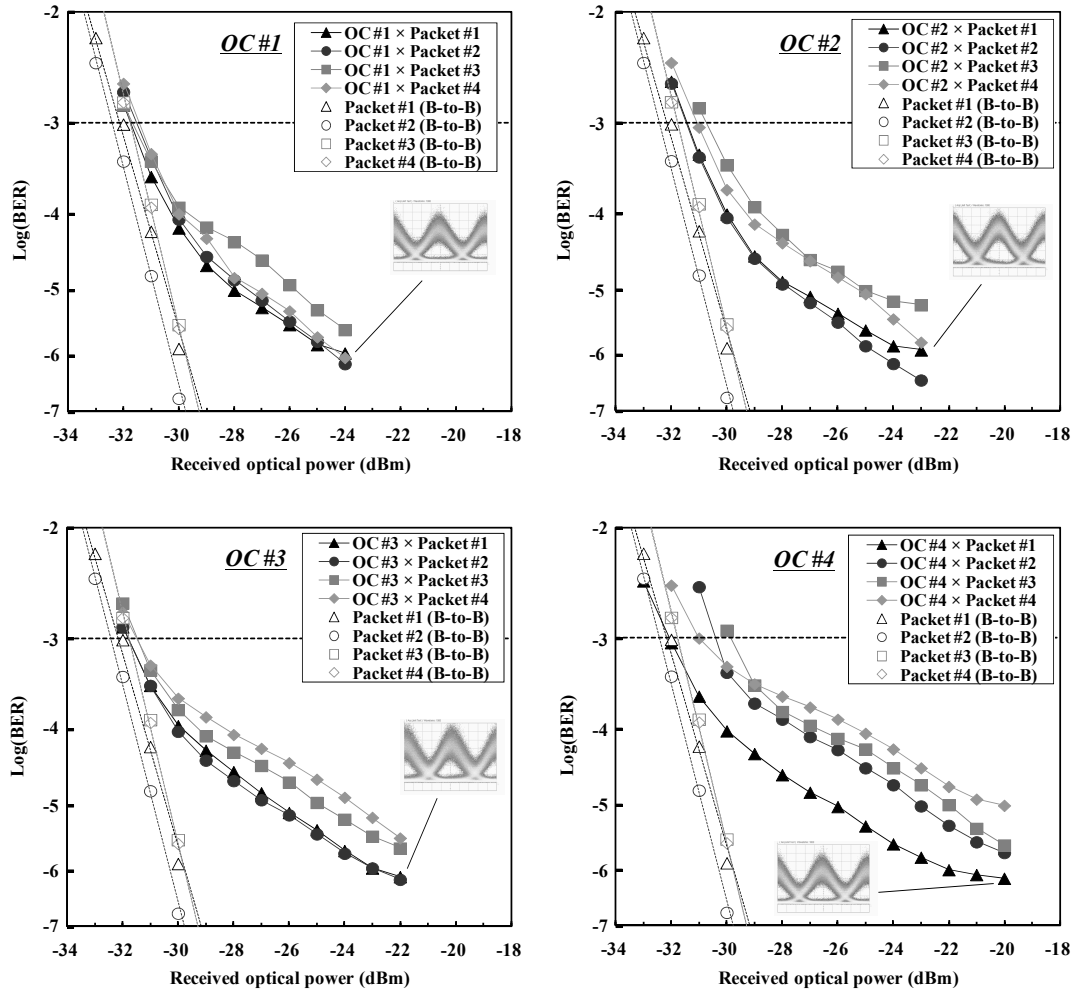 OC #1
OC #1 × Packet #1
OC #1 × Packet #2
OC #1 × Packet #3
OC #1 × Packet #4
Packet #1 (B-to-B)
Packet #2 (B-to-B)
Packet #3 (B-to-B)
Packet #4 (B-to-B)
Log(BER)
-2
-3
-4
-5
-6
-7
-34 -32 -30 -28 -26 -24 -22 -20 -18
Received optical power (dBm)
OC #2
OC #2 × Packet #1
OC #2 × Packet #2
OC #2 × Packet #3
OC #2 × Packet #4
Packet #1 (B-to-B)
Packet #2 (B-to-B)
Packet #3 (B-to-B)
Packet #4 (B-to-B)
Log(BER)
-2
-3
-4
-5
-6
-7
-34 -32 -30 -28 -26 -24 -22 -20 -18
Received optical power (dBm)
OC #3
OC #3 × Packet #1
OC #3 × Packet #2
OC #3 × Packet #3
OC #3 × Packet #4
Packet #1 (B-to-B)
Packet #2 (B-to-B)
Packet #3 (B-to-B)
Packet #4 (B-to-B)
Log(BER)
-2
-3
-4
-5
-6
-7
-34 -32 -30 -28 -26 -24 -22 -20 -18
Received optical power (dBm)
OC #4
OC #4 × Packet #1
OC #4 × Packet #2
OC #4 × Packet #3
OC #4 × Packet #4
Packet #1 (B-to-B)
Packet #2 (B-to-B)
Packet #3 (B-to-B)
Packet #4 (B-to-B)
Log(BER)
-2
-3
-4
-5
-6
-7
-34 -32 -30 -28 -26 -24 -22 -20 -18
Received optical power (dBm)